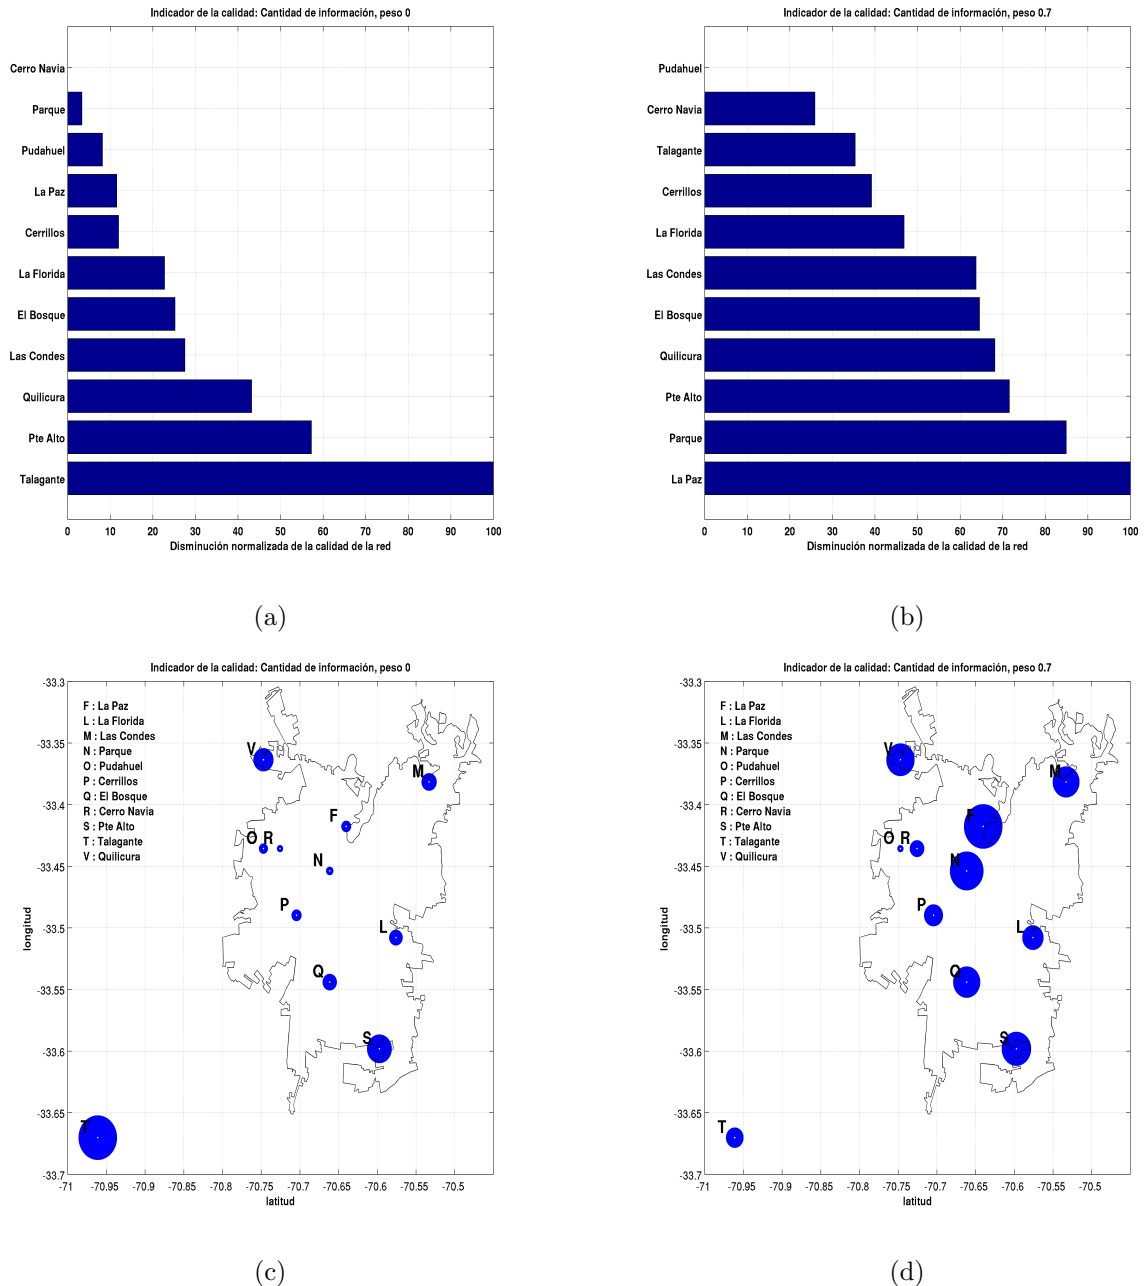 Indicador de la calidad: Cantidad de información, peso 0
Cerro Navia
Parque
Pudahuel
La Paz
Cerrillos
La Florida
El Bosque
Las Condes
Quilicura
Pte Alto
Talagante
0 10 20 30 40 50 60 70 80 90 100
Disminución normalizada de la calidad de la red
(a)
Indicador de la calidad: Cantidad de información, peso 0.7
Pudahuel
Cerro Navia
Talagante
Cerrillos
La Florida
Las Condes
El Bosque
Quilicura
Pte Alto
Parque
La Paz
0 10 20 30 40 50 60 70 80 90 100
Disminución normalizada de la calidad de la red
(b)
Indicador de la calidad: Cantidad de información, peso 0
-33.3
-33.35
-33.4
-33.45
-33.5
-33.55
-33.6
-33.65
-33.7
longitud
F : La Paz
L : La Florida
M : Las Condes
N : Parque
O : Pudahuel
P : Cerrillos
Q : El Bosque
R : Cerro Navia
S : Pte Alto
T : Talagante
V : Quilicura
V
M
F
O R
N
P
L
Q
S
T
-71 -70.95 -70.9 -70.85 -70.8 -70.75 -70.7 -70.65 -70.6 -70.55 -70.5
latitud
(c)
Indicador de la calidad: Cantidad de información, peso 0.7
-33.3
-33.35
-33.4
-33.45
-33.5
-33.55
-33.6
-33.65
-33.7
longitud
F : La Paz
L : La Florida
M : Las Condes
N : Parque
O : Pudahuel
P : Cerrillos
Q : El Bosque
R : Cerro Navia
S : Pte Alto
T : Talagante
V : Quilicura
V
M
F
O R
N
P
L
Q
S
T
-71 -70.95 -70.9 -70.85 -70.8 -70.75 -70.7 -70.65 -70.6 -70.55 -70.5
latitud
(d)